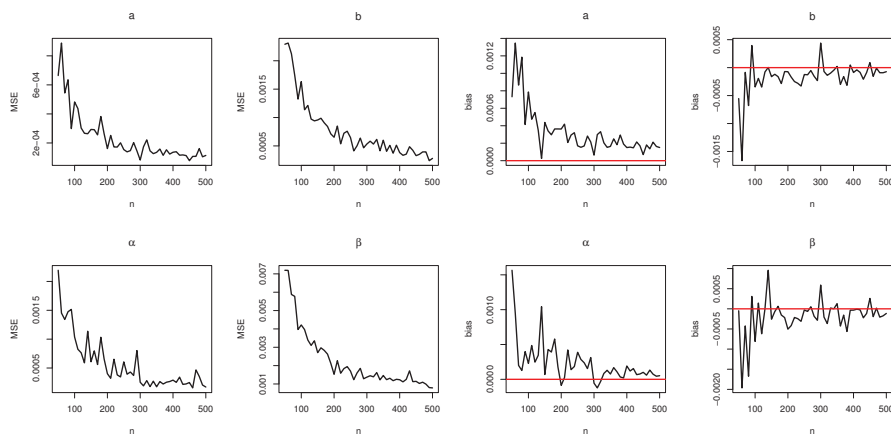 a
b
a
b
MSE
2e−04
6e−04
100
200
300
400
500
n
MSE
0.0005
0.0015
100
200
300
400
500
n
bias
0.0000
0.0006
0.0012
100
200
300
400
500
n
bias
−0.0015
−0.0005
0.0005
100
200
300
400
500
n
α
β
α
β
MSE
0.0005
0.0015
100
200
300
400
500
n
MSE
0.001
0.003
0.005
0.007
100
200
300
400
500
n
bias
0.0000
0.0010
100
200
300
400
500
n
bias
−0.0020
−0.0005
0.0005
100
200
300
400
500
n